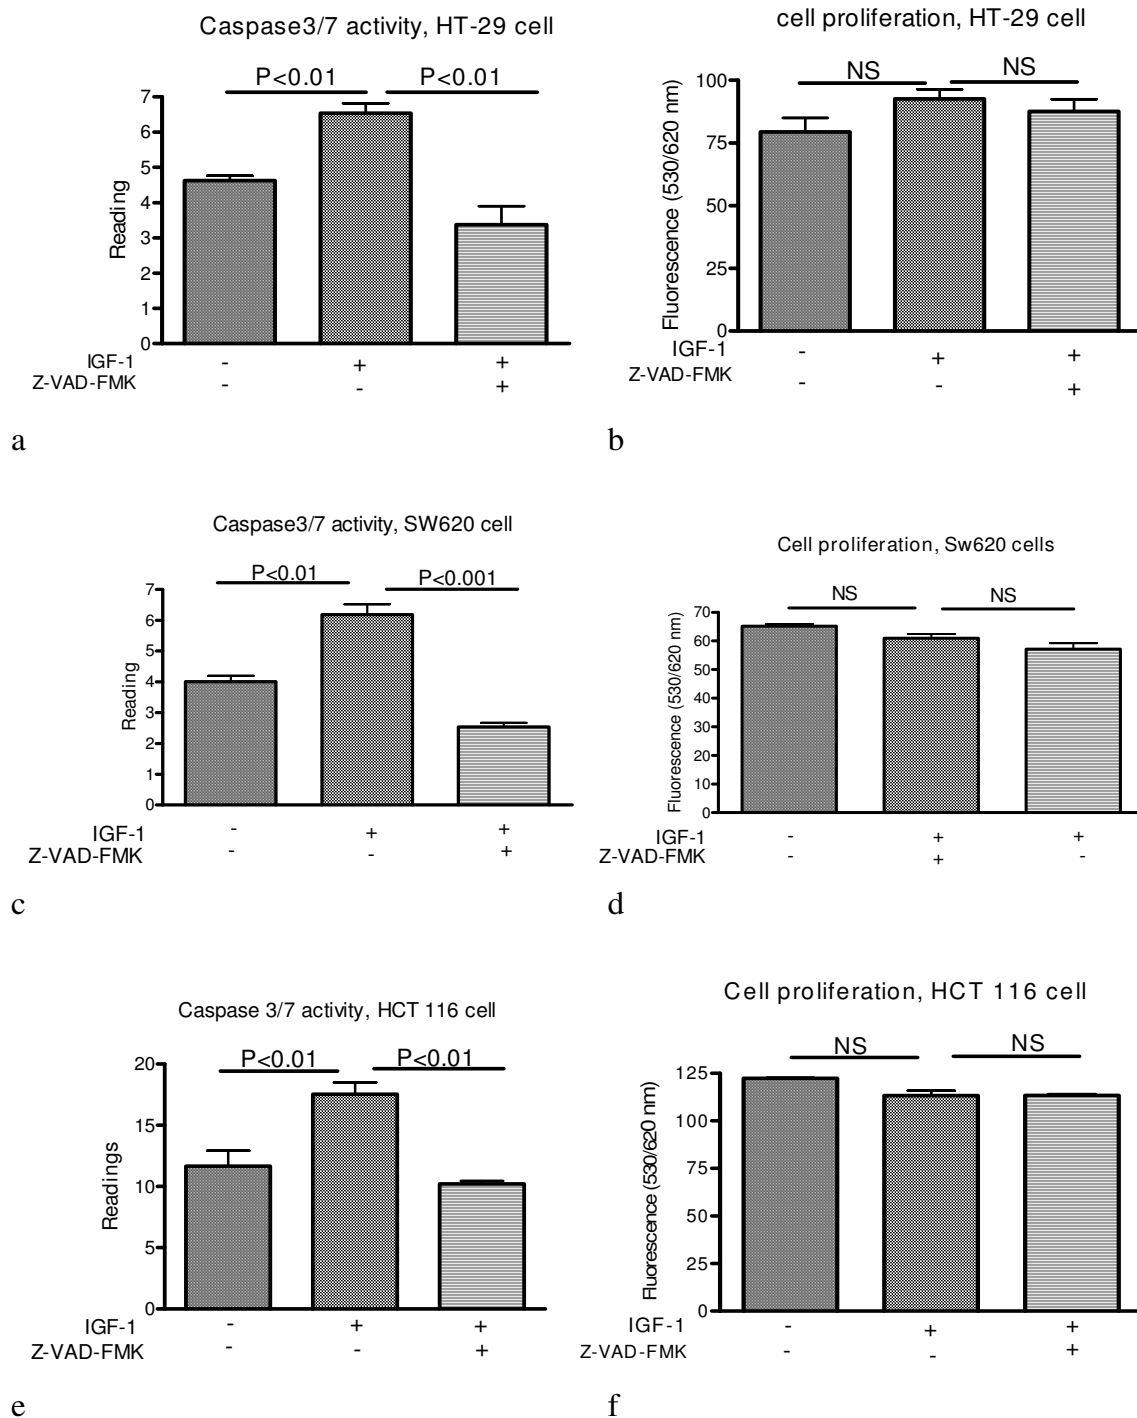 Caspase3/7 activity, HT-29 cell
P<0.01 P<0.01
7
6
5
4
3
2
1
0
Reading
IGF-1 - + +
Z-VAD-FMK - - +
a
cell proliferation, HT-29 cell
NS NS
100
75
50
25
0
Fluorescence (530/620 nm)
IGF-1 - + +
Z-VAD-FMK - - +
b
Caspase3/7 activity, SW620 cell
P<0.01 P<0.001
7
6
5
4
3
2
1
0
Reading
IGF-1 - + +
Z-VAD-FMK - - +
c
Cell proliferation, Sw620 cells
NS NS
70
60
50
40
30
20
10
0
Fluorescence (530/620 nm)
IGF-1 - + +
Z-VAD-FMK - + -
d
Caspase 3/7 activity, HCT 116 cell
P<0.01 P<0.01
20
15
10
5
0
Readings
IGF-1 - + +
Z-VAD-FMK - - +
e
Cell proliferation, HCT 116 cell
NS NS
125
100
75
50
25
0
Fluorescence (530/620 nm)
IGF-1 - + +
Z-VAD-FMK - - +
f